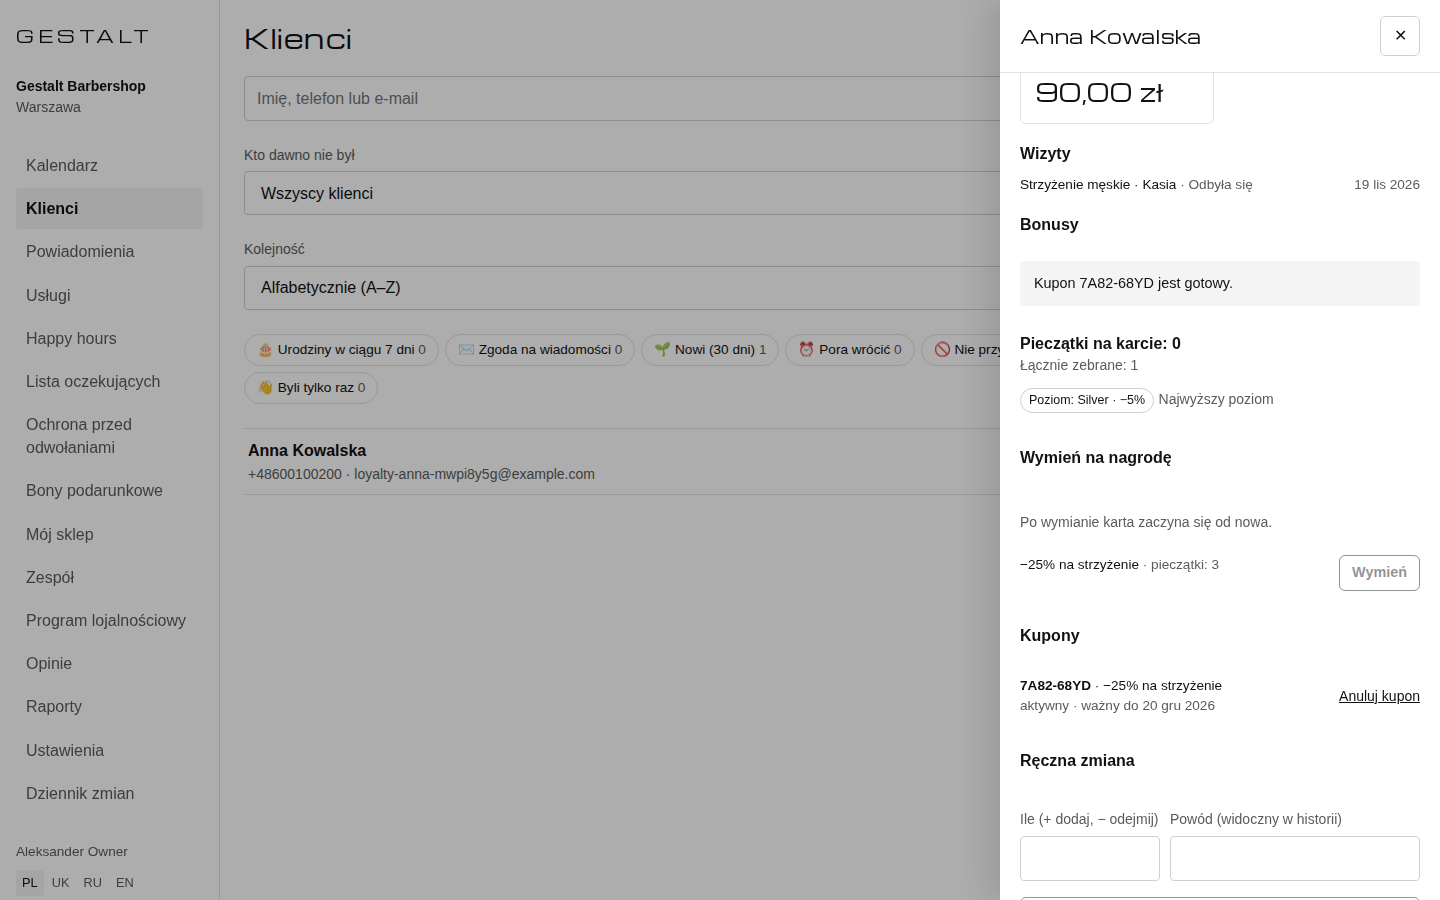 GESTALT
Gestalt Barbershop
Warszawa
Kalendarz
Klienci
Powiadomienia
Usługi
Happy hours
Lista oczekujących
Ochrona przed
odwołaniami
Bony podarunkowe
Mój sklep
Zespół
Program lojalnościowy
Opinie
Raporty
Ustawienia
Dziennik zmian
Aleksander Owner
PL UK RU EN
Klienci
Imię, telefon lub e-mail
Kto dawno nie był
Wszyscy klienci
Kolejność
Alfabetycznie (A–Z)
🎂 Urodziny w ciągu 7 dni 0
✉️ Zgoda na wiadomości 0
🌱 Nowi (30 dni) 1
⏰ Pora wrócić 0
🚫 Nie
👋 Byli tylko raz 0
Anna Kowalska
+48600100200 · loyalty-anna-mwpi8y5g@example.com
Anna Kowalska
✕
90,00 zł
Wizyty
Strzyżenie męskie · Kasia · Odbyła się 19 lis 2026
Bonusy
Kupon 7A82-68YD jest gotowy.
Pieczątki na karcie: 0
Łącznie zebrane: 1
Poziom: Silver · −5% Najwyższy poziom
Wymień na nagrodę
Po wymianie karta zaczyna się od nowa.
−25% na strzyżenie · pieczątki: 3 Wymień
Kupony
7A82-68YD · −25% na strzyżenie
aktywny · ważny do 20 gru 2026
Anuluj kupon
Ręczna zmiana
Ile (+ dodaj, − odejmij) Powód (widoczny w historii)